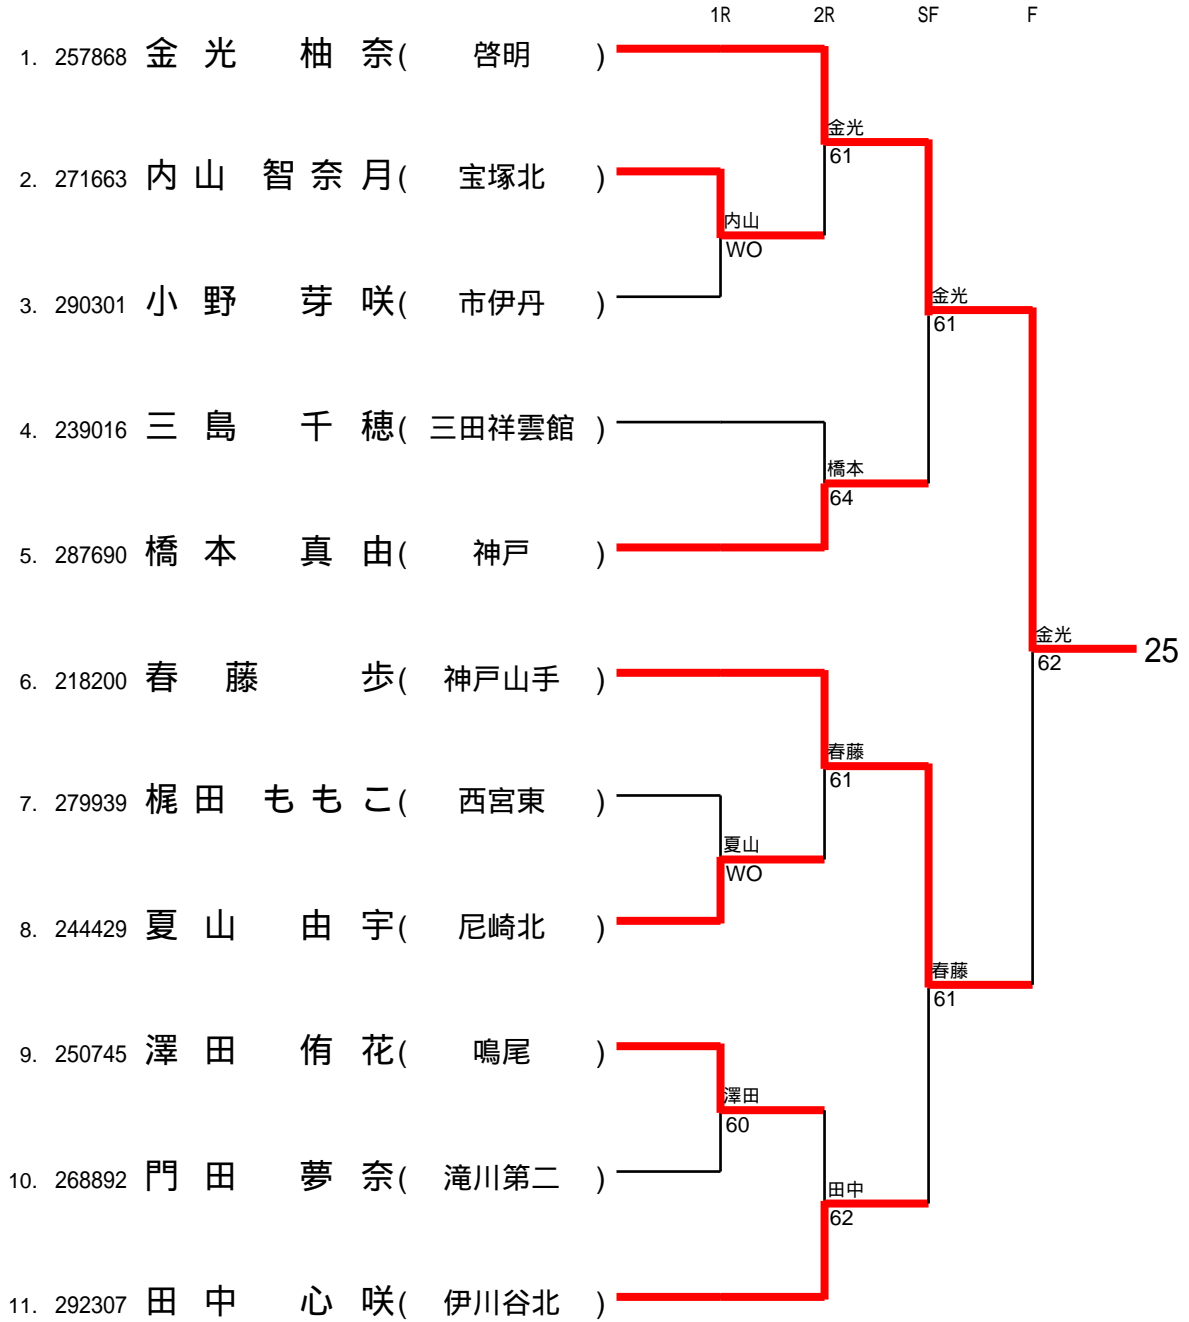 1R 2R SF F
1. 257868 金光 柚奈( 啓明 )
金光
61
2. 271663 内山 智奈月( 宝塚北 )
内山
WO
3. 290301 小野 芽咲( 市伊丹 )
金光
61
4. 239016 三島 千穂( 三田祥雲館 )
橋本
64
5. 287690 橋本 真由( 神戸 )
金光
62
25
6. 218200 春藤 歩( 神戸山手 )
春藤
61
7. 279939 梶田 ももこ( 西宮東 )
夏山
WO
8. 244429 夏山 由宇( 尼崎北 )
春藤
61
9. 250745 澤田 侑花( 鳴尾 )
澤田
60
10. 268892 門田 夢奈( 滝川第二 )
田中
62
11. 292307 田中 心咲( 伊川谷北 )